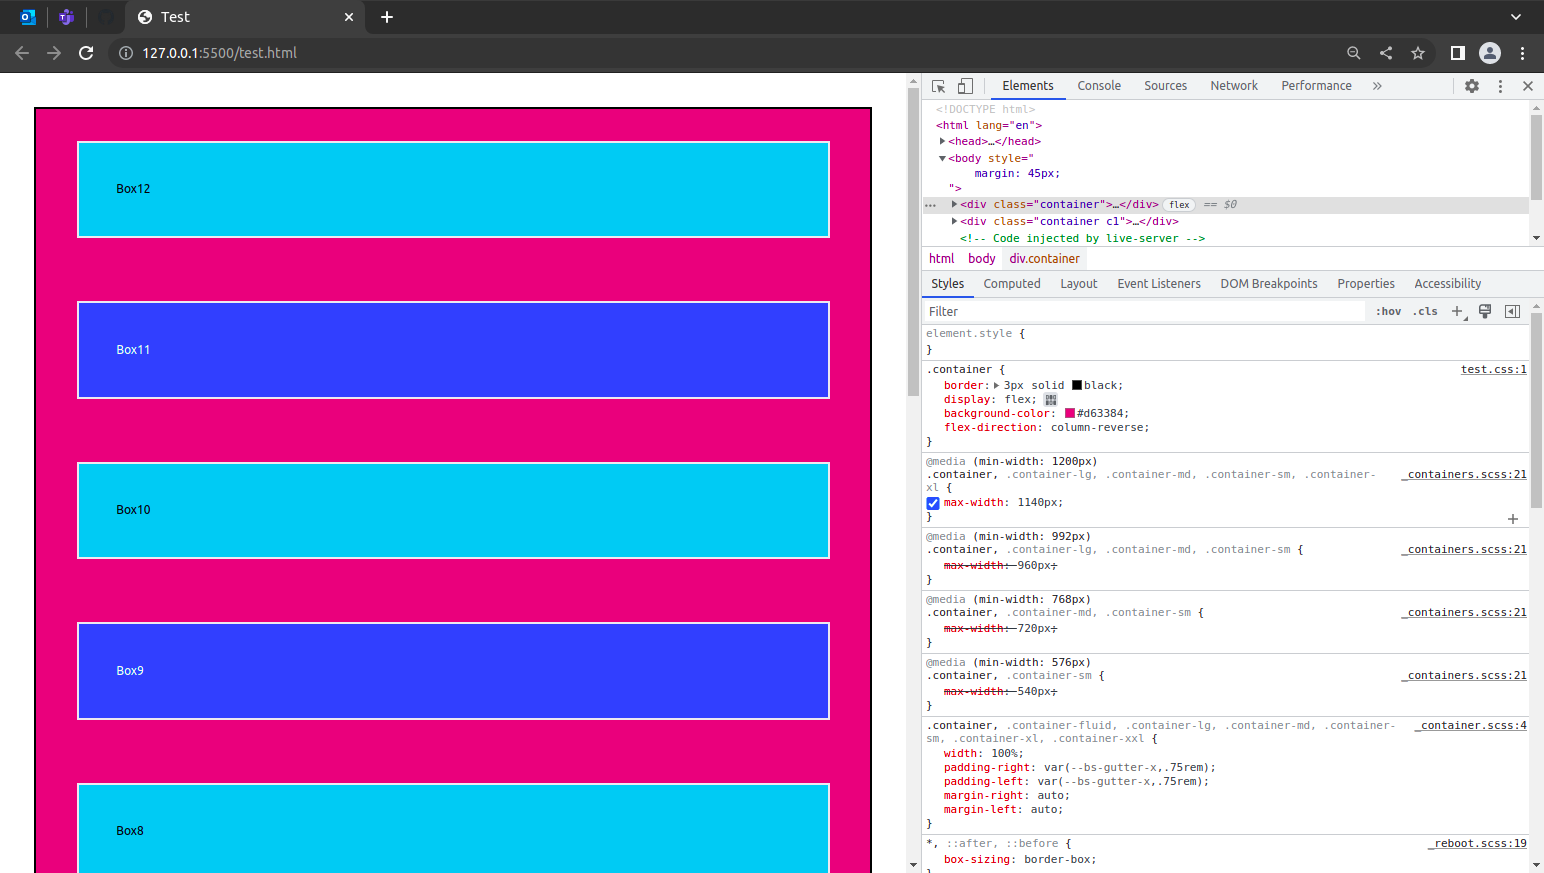 Test
127.0.0.1:5500/test.html
Box12
Box11
Box10
Box9
Box8
Elements Console Sources Network Performance »
<!DOCTYPE html>
<html lang="en">
<head>…</head>
<body style="
margin: 45px;
">
<div class="container">…</div> flex == $0
<div class="container c1">…</div>
<!-- Code injected by live-server -->
html body div.container
Styles Computed Layout Event Listeners DOM Breakpoints Properties Accessibility
Filter :hov .cls
element.style {
}
.container { test.css:1
border: 3px solid black;
display: flex;
background-color: #d63384;
flex-direction: column-reverse;
}
@media (min-width: 1200px)
.container, .container-lg, .container-md, .container-sm, .container- _containers.scss:21
xl {
max-width: 1140px;
}
@media (min-width: 992px)
.container, .container-lg, .container-md, .container-sm { _containers.scss:21
max-width: 960px;
}
@media (min-width: 768px)
.container, .container-md, .container-sm { _containers.scss:21
max-width: 720px;
}
@media (min-width: 576px)
.container, .container-sm { _containers.scss:21
max-width: 540px;
}
.container, .container-fluid, .container-lg, .container-md, .container- _container.scss:4
sm, .container-xl, .container-xxl {
width: 100%;
padding-right: var(--bs-gutter-x,.75rem);
padding-left: var(--bs-gutter-x,.75rem);
margin-right: auto;
margin-left: auto;
}
*, ::after, ::before { _reboot.scss:19
box-sizing: border-box;
}